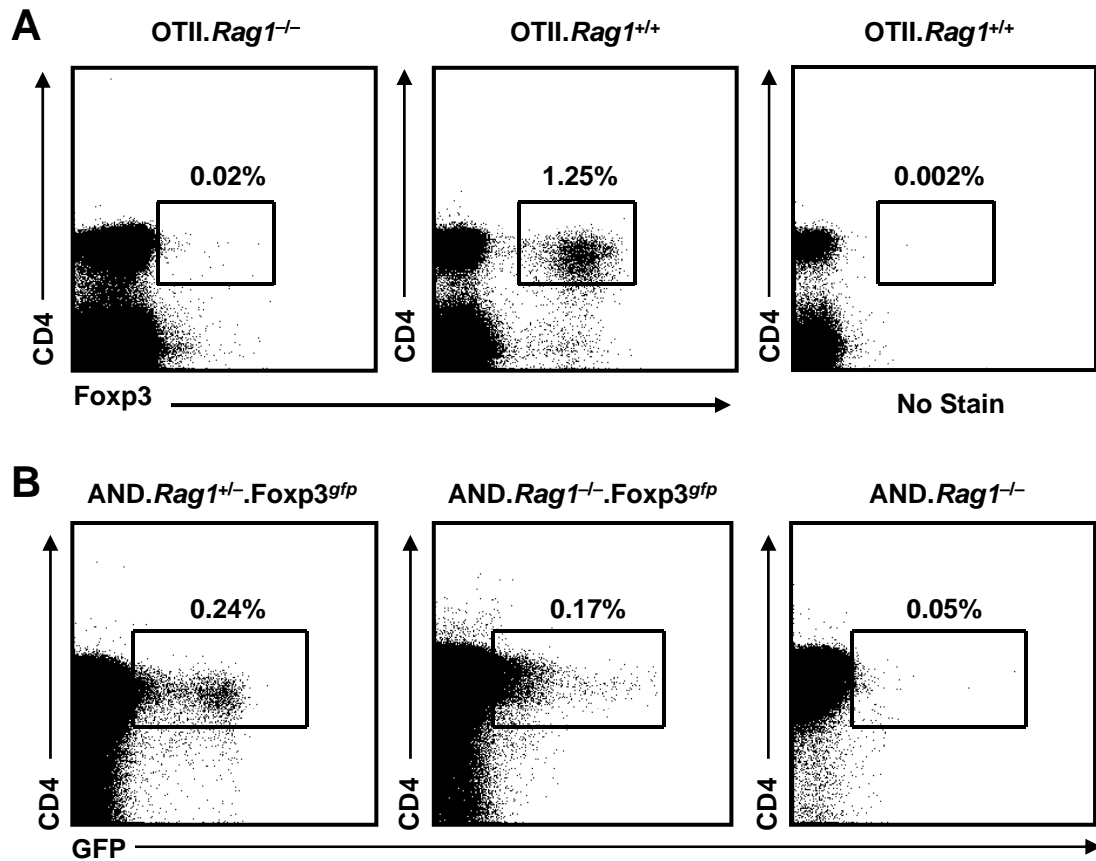 A
OTII.Rag1–/–
OTII.Rag1+/+
OTII.Rag1+/+
CD4
0.02%
CD4
1.25%
CD4
0.002%
Foxp3
No Stain
B
AND.Rag1+/–.Foxp3gfp
AND.Rag1–/–.Foxp3gfp
AND.Rag1–/–
CD4
0.24%
CD4
0.17%
CD4
0.05%
GFP